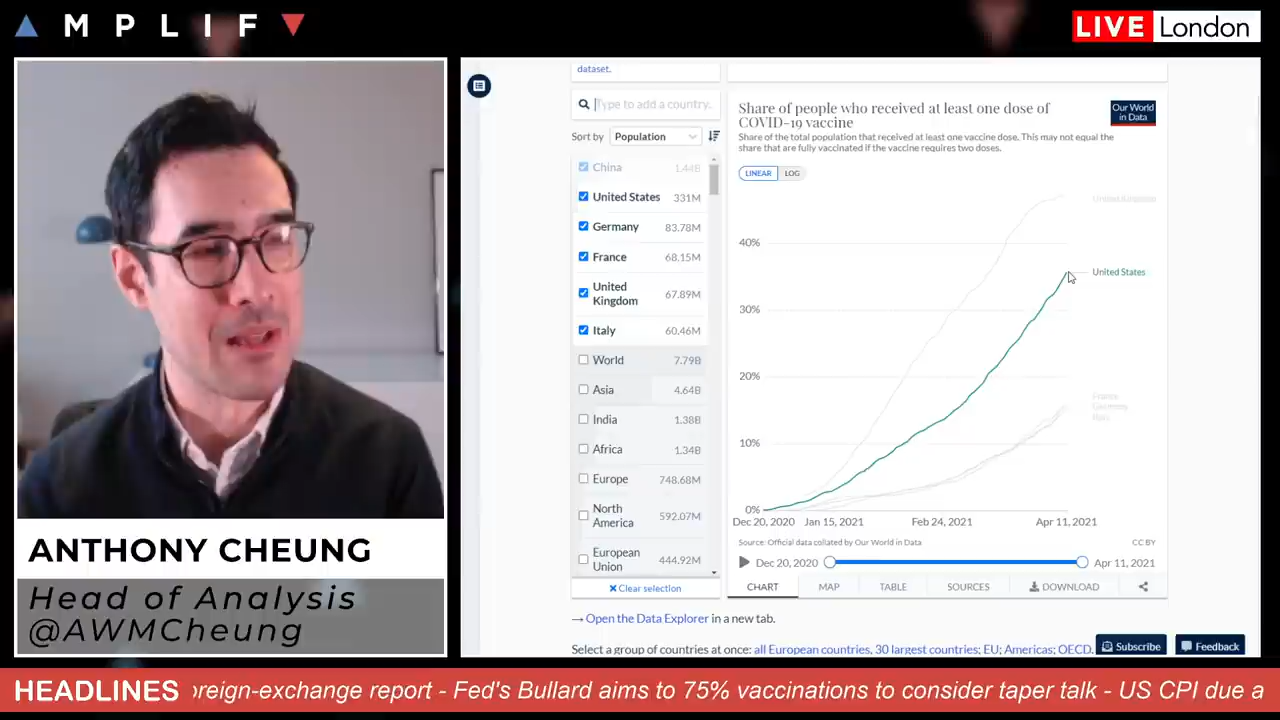 AMPLIFY
LIVE London
dataset.
Type to add a country...
Sort by Population
China 1.44B
United States 331M
Germany 83.78M
France 68.15M
United
Kingdom 67.89M
Italy 60.46M
World 7.79B
Asia 4.64B
India 1.38B
Africa 1.34B
Europe 748.68M
North
America 592.07M
European
Union 444.92M
Clear selection
Share of people who received at least one dose of
COVID-19 vaccine
Share of the total population that received at least one vaccine dose. This may not equal the
share that are fully vaccinated if the vaccine requires two doses.
Our World
in Data
LINEAR LOG
United Kingdom
40%
United States
30%
20%
France
Germany
Italy
10%
0%
Dec 20, 2020 Jan 15, 2021 Feb 24, 2021 Apr 11, 2021
Source: Official data collated by Our World in Data CC BY
Dec 20, 2020 Apr 11, 2021
CHART MAP TABLE SOURCES DOWNLOAD
→ Open the Data Explorer in a new tab.
Select a group of countries at once: all European countries, 30 largest countries; EU; Americas; OECD.
Subscribe Feedback
ANTHONY CHEUNG
Head of Analysis
@AWMCheung
HEADLINES reign-exchange report - Fed's Bullard aims to 75% vaccinations to consider taper talk - US CPI due a